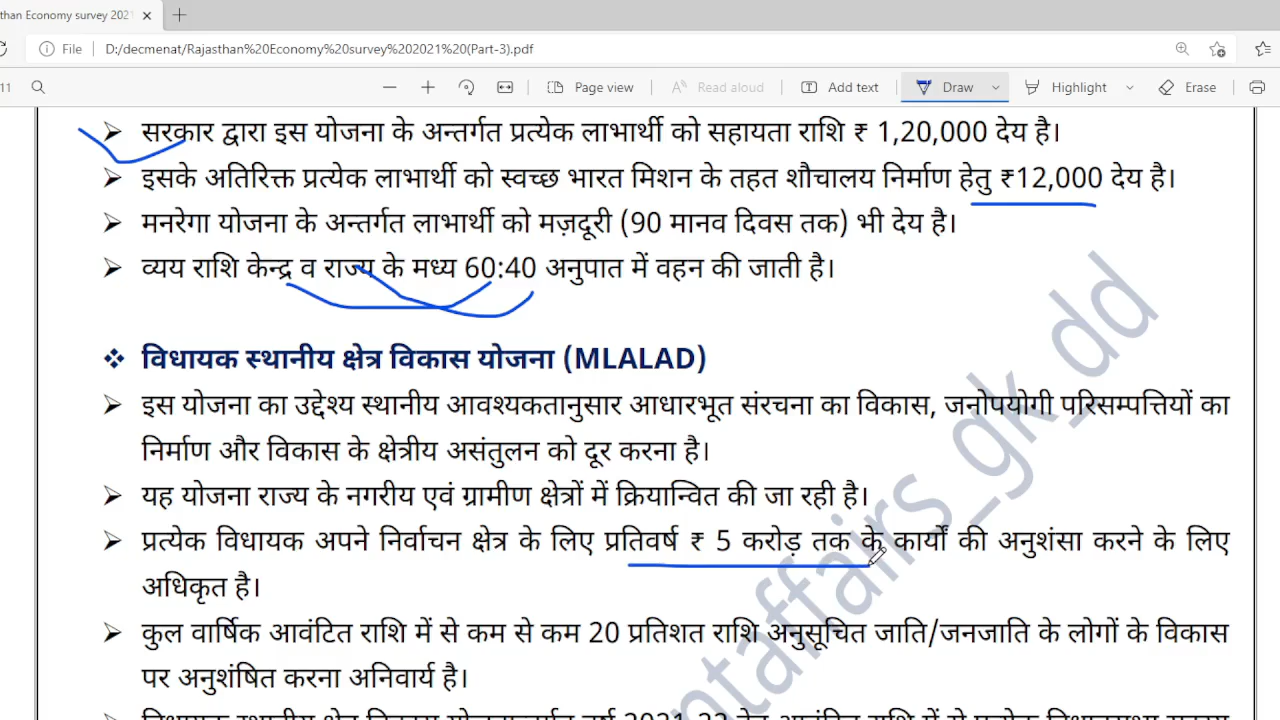 than Economy survey 2021
File
D:/decmenat/Rajasthan%20Economy%20survey%202021%20(Part-3).pdf
11
Page view
Read aloud
Add text
Draw
Highlight
Erase
सरकार द्वारा इस योजना के अन्तर्गत प्रत्येक लाभार्थी को सहायता राशि ₹ 1,20,000 देय है।
इसके अतिरिक्त प्रत्येक लाभार्थी को स्वच्छ भारत मिशन के तहत शौचालय निर्माण हेतु ₹12,000 देय है।
मनरेगा योजना के अन्तर्गत लाभार्थी को मज़दूरी (90 मानव दिवस तक) भी देय है।
व्यय राशि केन्द्र व राज्य के मध्य 60:40 अनुपात में वहन की जाती है।
विधायक स्थानीय क्षेत्र विकास योजना (MLALAD)
इस योजना का उद्देश्य स्थानीय आवश्यकतानुसार आधारभूत संरचना का विकास, जनोपयोगी परिसम्पत्तियों का
निर्माण और विकास के क्षेत्रीय असंतुलन को दूर करना है।
यह योजना राज्य के नगरीय एवं ग्रामीण क्षेत्रों में क्रियान्वित की जा रही है।
प्रत्येक विधायक अपने निर्वाचन क्षेत्र के लिए प्रतिवर्ष ₹ 5 करोड़ तक के कार्यों की अनुशंसा करने के लिए
अधिकृत है।
कुल वार्षिक आवंटित राशि में से कम से कम 20 प्रतिशत राशि अनुसूचित जाति/जनजाति के लोगों के विकास
पर अनुशंषित करना अनिवार्य है।
ntaffairs_gk_dd